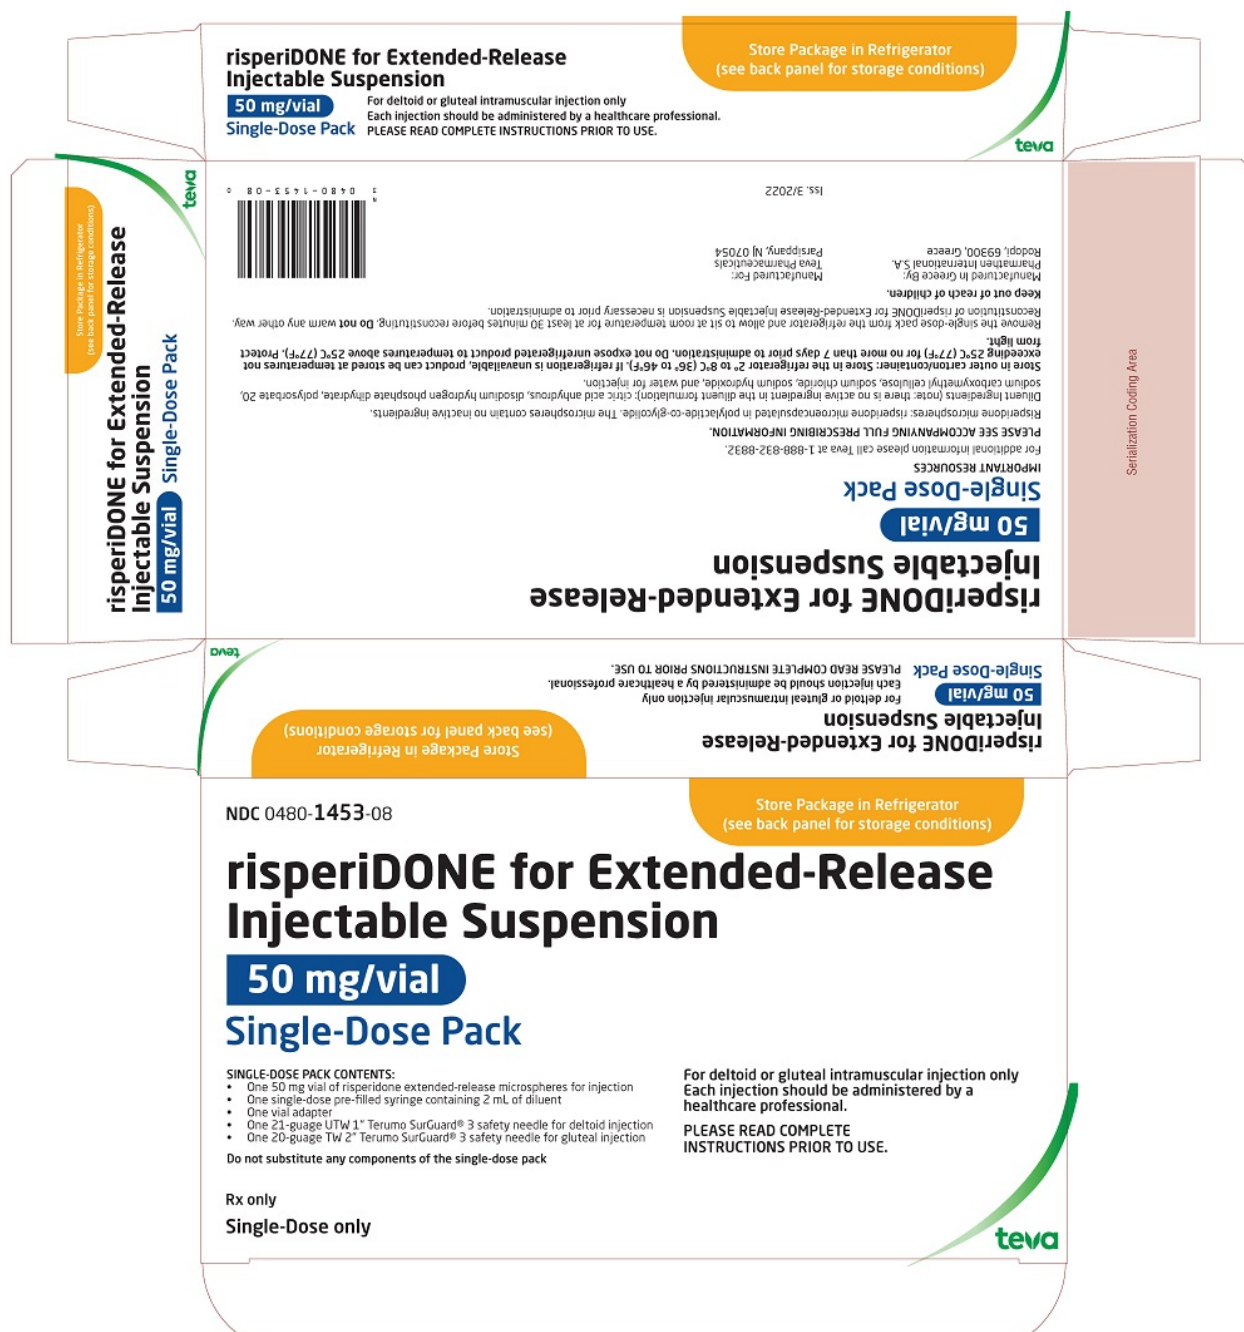 risperiDONE for Extended-Release
Injectable Suspension
50 mg/vial
Single-Dose Pack
For deltoid or gluteal intramuscular injection only
Each injection should be administered by a healthcare professional.
PLEASE READ COMPLETE INSTRUCTIONS PRIOR TO USE.
Store Package in Refrigerator
(see back panel for storage conditions)
teva
teva
Store Package in Refrigerator
(see back panel for storage conditions)
risperiDONE for Extended-Release
Injectable Suspension
50 mg/vial Single-Dose Pack
risperiDONE for Extended-Release
Injectable Suspension
50 mg/vial
Single-Dose Pack
IMPORTANT RESOURCES
For additional information please call Teva at 1-888-932-8832.
PLEASE SEE ACCOMPANYING FULL PRESCRIBING INFORMATION.
Risperidone microspheres: risperidone microencapsulated in polylactide-co-glycolide. The microspheres contain no inactive ingredients.
Diluent Ingredients (note: there is no active ingredient in the diluent formulation): citric acid anhydrous, disodium hydrogen phosphate dihydrate, polysorbate 20,
sodium carboxymethyl cellulose, sodium chloride, sodium hydroxide, and water for injection.
Store in outer carton/container: Store in the refrigerator 2° to 8°C (36° to 46°F). If refrigeration is unavailable, product can be stored at temperatures not
exceeding 25°C (77°F) for no more than 7 days prior to administration. Do not expose unrefrigerated product to temperatures above 25°C (77°F). Protect
from light.
Remove the single-dose pack from the refrigerator and allow to sit at room temperature for at least 30 minutes before reconstituting. Do not warm any other way.
Reconstitution of risperiDONE for Extended-Release Injectable Suspension is necessary prior to administration.
Keep out of reach of children.
Manufactured In Greece By:
Pharmathen International S.A.
Rodopi, 69300, Greece
Manufactured For:
Teva Pharmaceuticals
Parsippany, NJ 07054
Iss. 3/2022
N
3 0480-1453-08 0
Serialization Coding Area
risperiDONE for Extended-Release
Injectable Suspension
50 mg/vial
Single-Dose Pack
For deltoid or gluteal intramuscular injection only
Each injection should be administered by a healthcare professional.
PLEASE READ COMPLETE INSTRUCTIONS PRIOR TO USE.
Store Package in Refrigerator
(see back panel for storage conditions)
teva
NDC 0480-1453-08
Store Package in Refrigerator
(see back panel for storage conditions)
risperiDONE for Extended-Release
Injectable Suspension
50 mg/vial
Single-Dose Pack
SINGLE-DOSE PACK CONTENTS:
• One 50 mg vial of risperidone extended-release microspheres for injection
• One single-dose pre-filled syringe containing 2 mL of diluent
• One vial adapter
• One 21-guage UTW 1" Terumo SurGuard® 3 safety needle for deltoid injection
• One 20-guage TW 2" Terumo SurGuard® 3 safety needle for gluteal injection
Do not substitute any components of the single-dose pack
For deltoid or gluteal intramuscular injection only
Each injection should be administered by a
healthcare professional.
PLEASE READ COMPLETE
INSTRUCTIONS PRIOR TO USE.
Rx only
Single-Dose only
teva